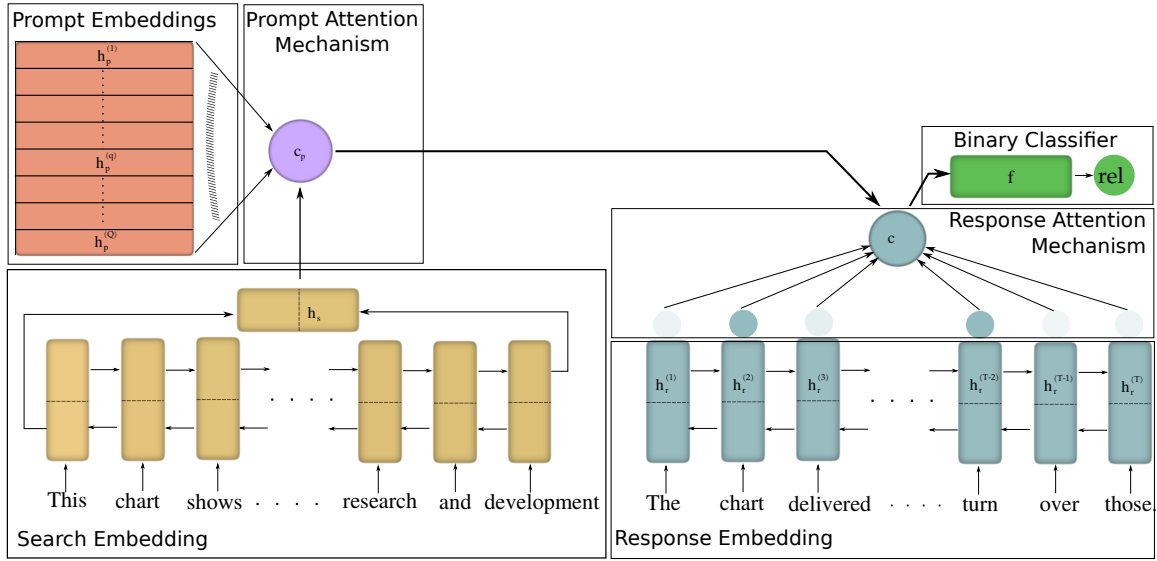 Prompt Embeddings
h_p^(1)
h_p^(q)
h_p^(Q)
Prompt Attention
Mechanism
c_p
Binary Classifier
f
rel
Response Attention
Mechanism
c
h_s
This chart shows . . . . research and development
Search Embedding
h_r^(1) h_r^(2) h_r^(3) . . . . h_r^(T-2) h_r^(T-1) h_r^(T)
The chart delivered . . . . turn over those.
Response Embedding